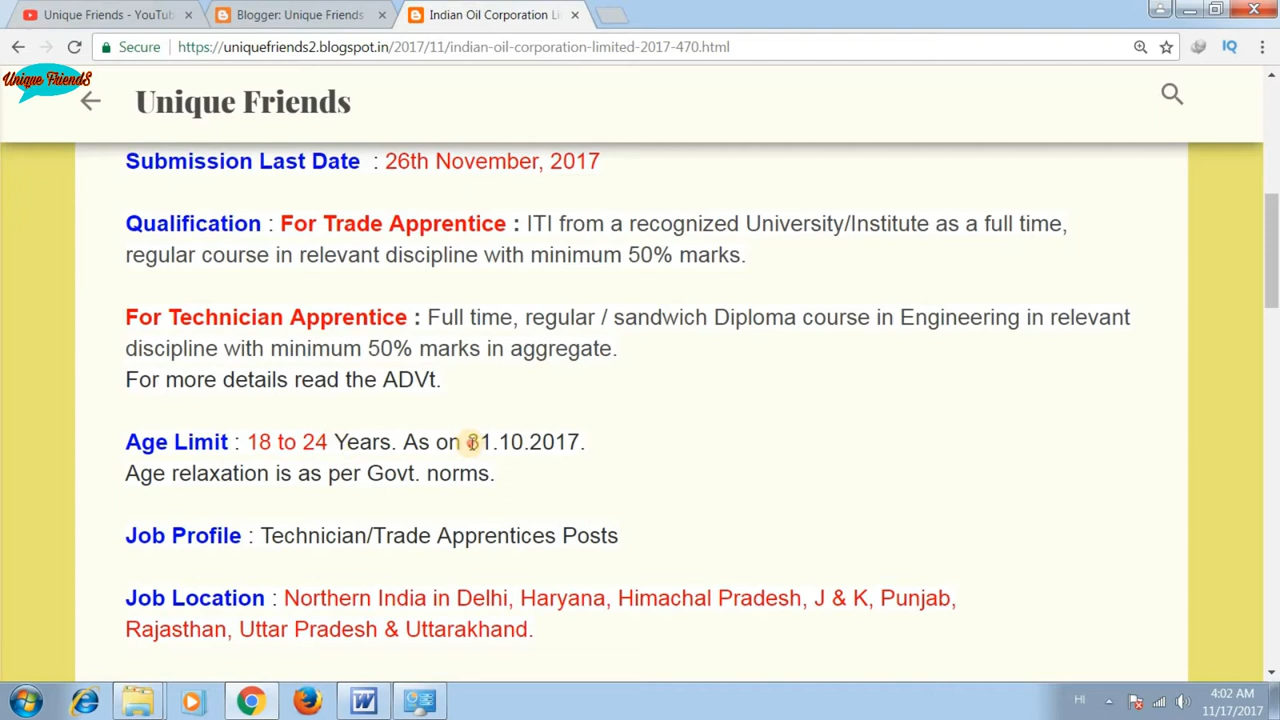 Unique Friends - YouTub
Blogger: Unique Friends
Indian Oil Corporation L
Secure
https://uniquefriends2.blogspot.in/2017/11/indian-oil-corporation-limited-2017-470.html
IQ
Unique FriendS
Unique Friends
Submission Last Date : 26th November, 2017
Qualification : For Trade Apprentice : ITI from a recognized University/Institute as a full time,
regular course in relevant discipline with minimum 50% marks.
For Technician Apprentice : Full time, regular / sandwich Diploma course in Engineering in relevant
discipline with minimum 50% marks in aggregate.
For more details read the ADVt.
Age Limit : 18 to 24 Years. As on 31.10.2017.
Age relaxation is as per Govt. norms.
Job Profile : Technician/Trade Apprentices Posts
Job Location : Northern India in Delhi, Haryana, Himachal Pradesh, J & K, Punjab,
Rajasthan, Uttar Pradesh & Uttarakhand.
HI
4:02 AM
11/17/2017